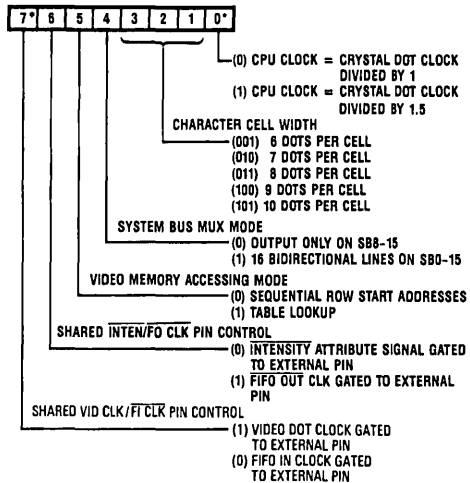 7* 6 5 4 3 2 1 0*
(0) CPU CLOCK = CRYSTAL DOT CLOCK
DIVIDED BY 1
(1) CPU CLOCK = CRYSTAL DOT CLOCK
DIVIDED BY 1.5
CHARACTER CELL WIDTH
(001) 6 DOTS PER CELL
(010) 7 DOTS PER CELL
(011) 8 DOTS PER CELL
(100) 9 DOTS PER CELL
(101) 10 DOTS PER CELL
SYSTEM BUS MUX MODE
(0) OUTPUT ONLY ON SB8-15
(1) 16 BIDIRECTIONAL LINES ON SB0-15
VIDEO MEMORY ACCESSING MODE
(0) SEQUENTIAL ROW START ADDRESSES
(1) TABLE LOOKUP
SHARED INTEN/FO CLK PIN CONTROL
(0) INTENSITY ATTRIBUTE SIGNAL GATED
TO EXTERNAL PIN
(1) FIFO OUT CLK GATED TO EXTERNAL
PIN
SHARED VID CLK/FI CLK PIN CONTROL
(1) VIDEO DOT CLOCK GATED
TO EXTERNAL PIN
(0) FIFO IN CLOCK GATED
TO EXTERNAL PIN